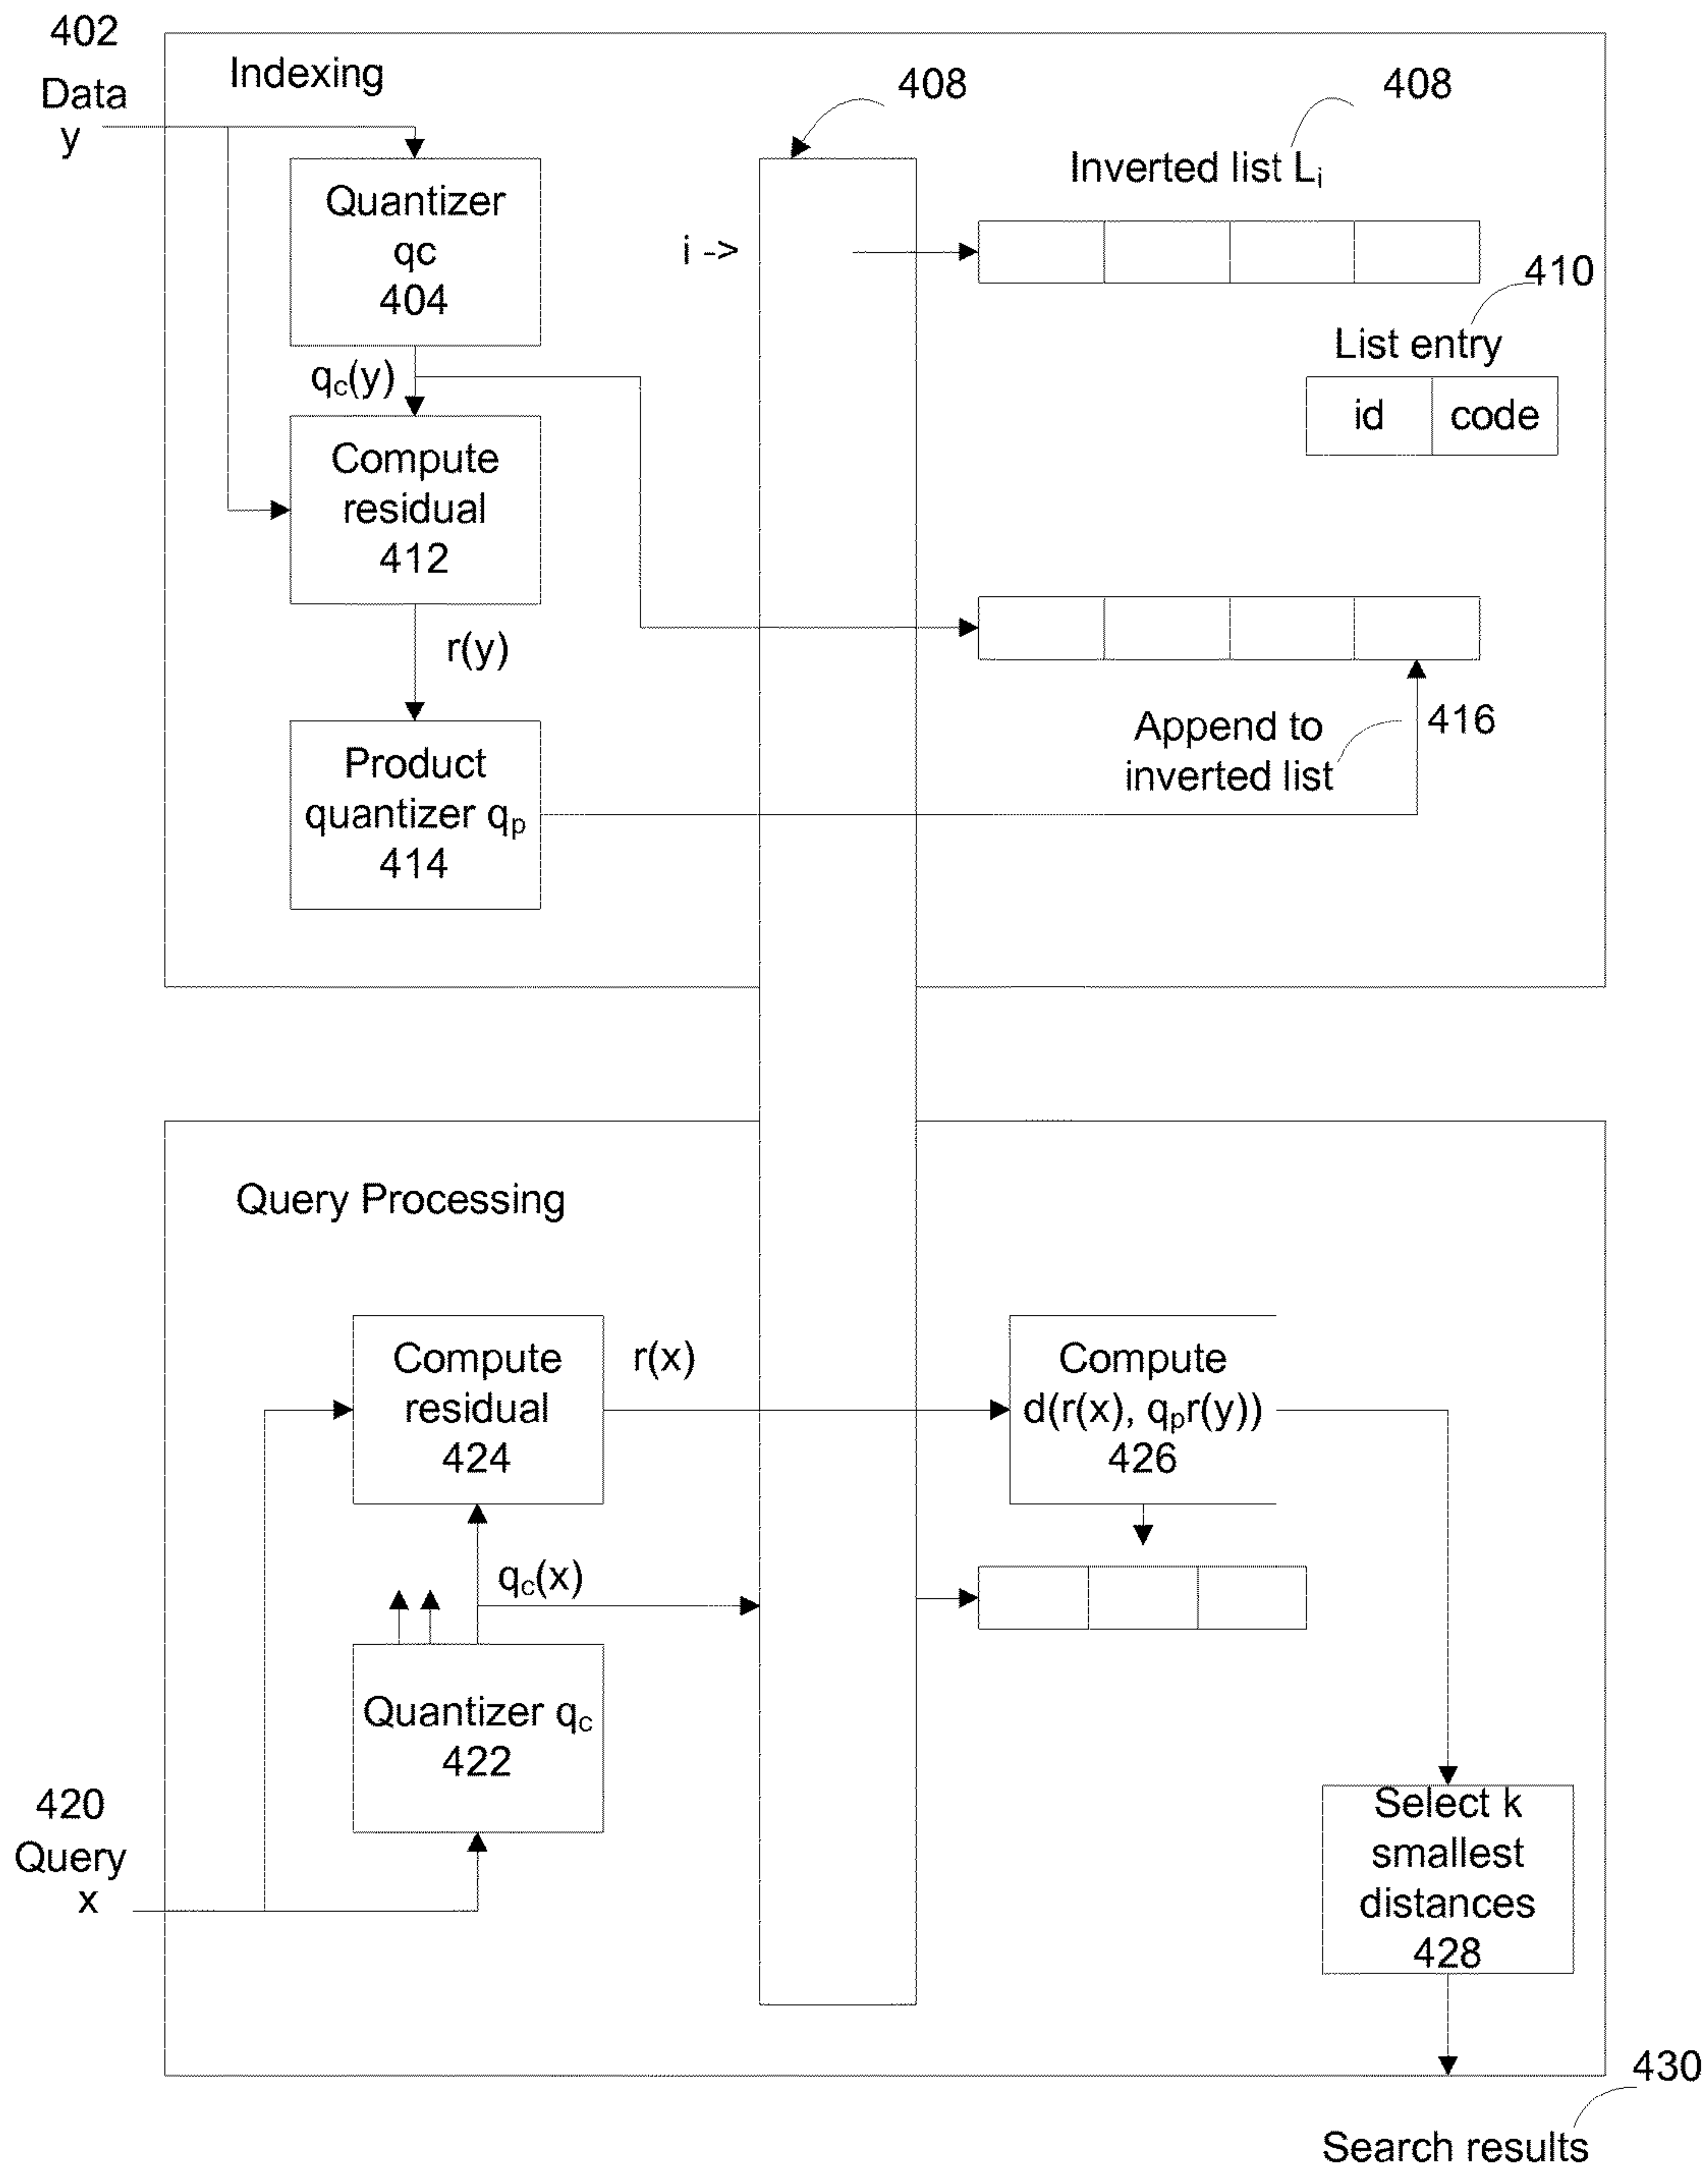 402
Data
y
Indexing
408
408
Inverted list Li
Quantizer
qc
404
i ->
410
List entry
id
code
qc(y)
Compute
residual
412
r(y)
416
Append to
inverted list
Product
quantizer qp
414
Query Processing
Compute
residual
424
r(x)
Compute
d(r(x), qpr(y))
426
qc(x)
Quantizer qc
422
420
Query
x
Select k
smallest
distances
428
430
Search results